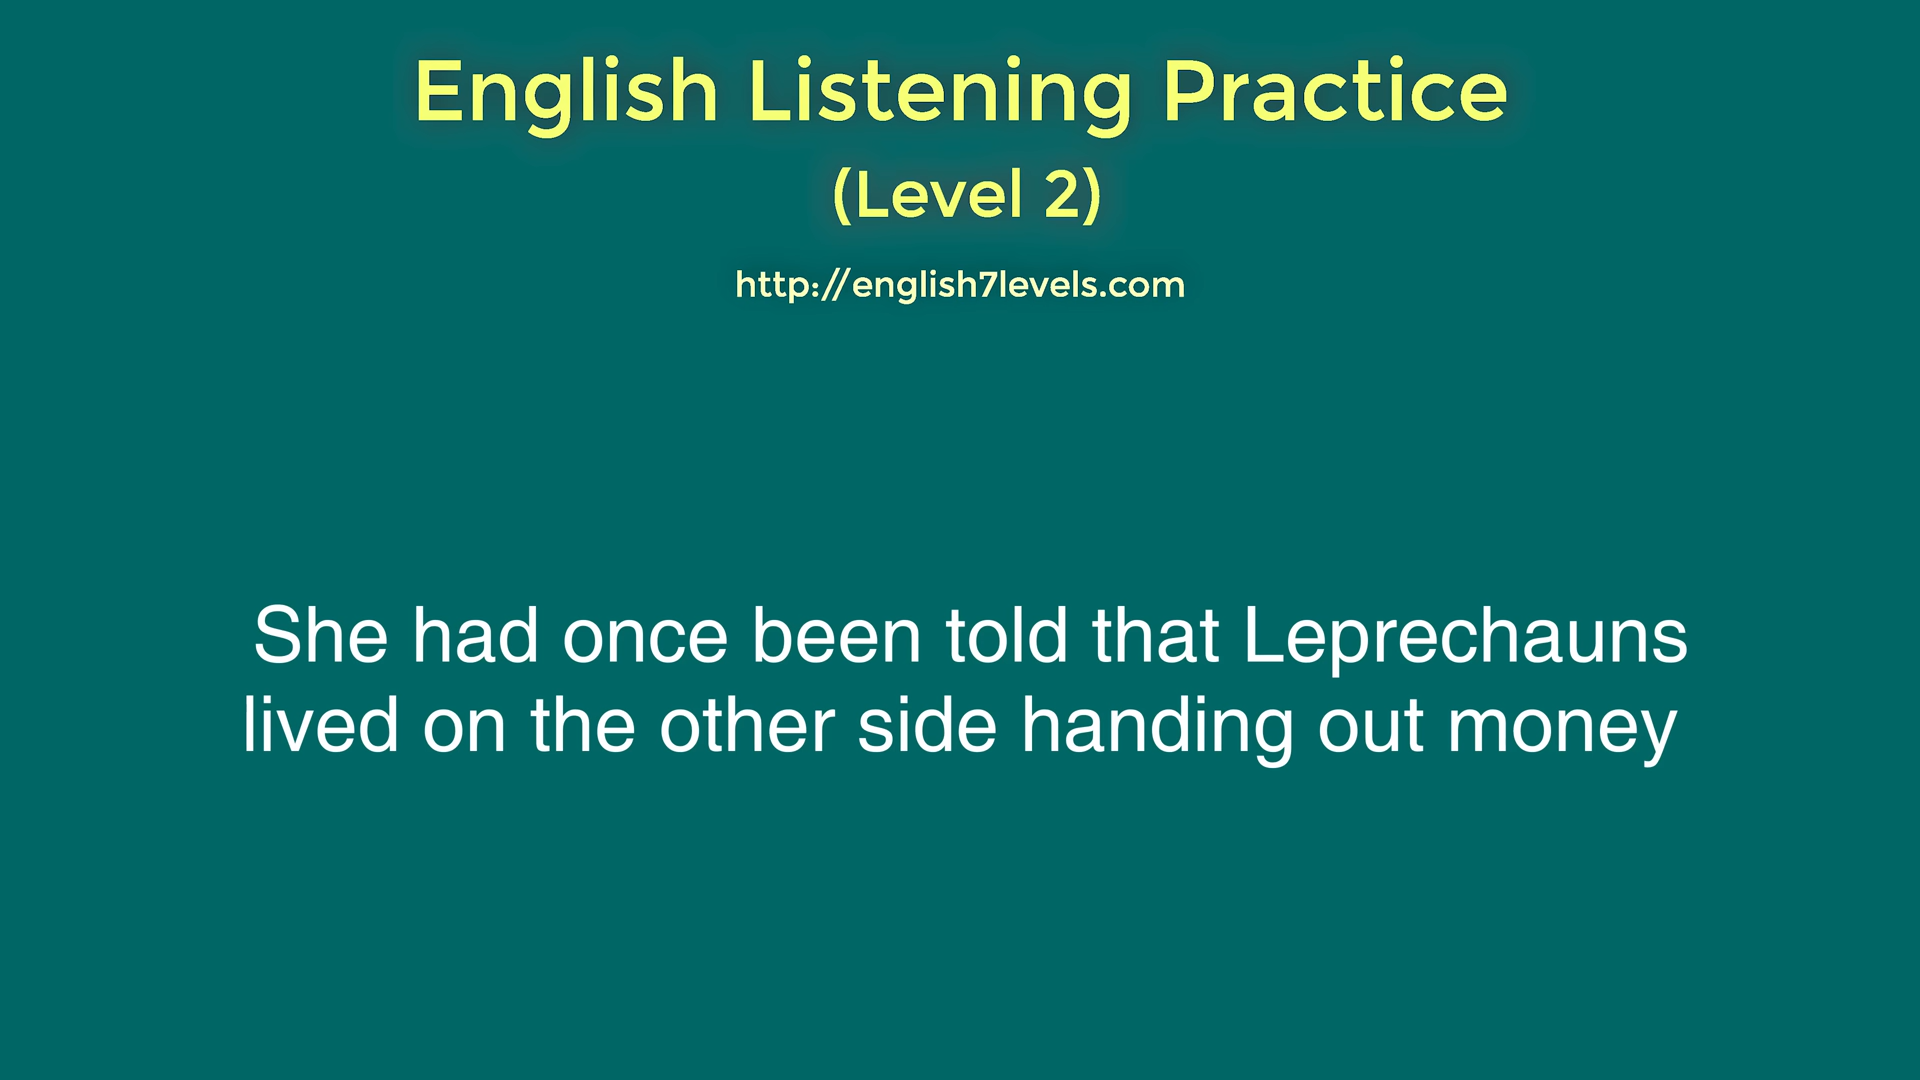 English Listening Practice
(Level 2)
http://english7levels.com
She had once been told that Leprechauns
lived on the other side handing out money